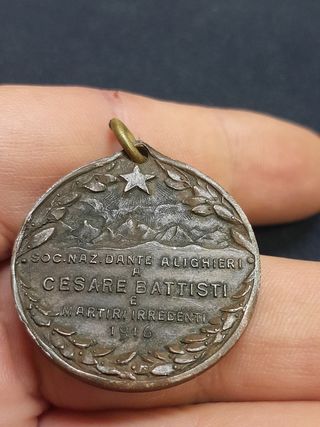 SOC. NAZ. DANTE ALIGHIERI
A
CESARE BATTISTI
E
MARTIRI IRREDENTI
1916